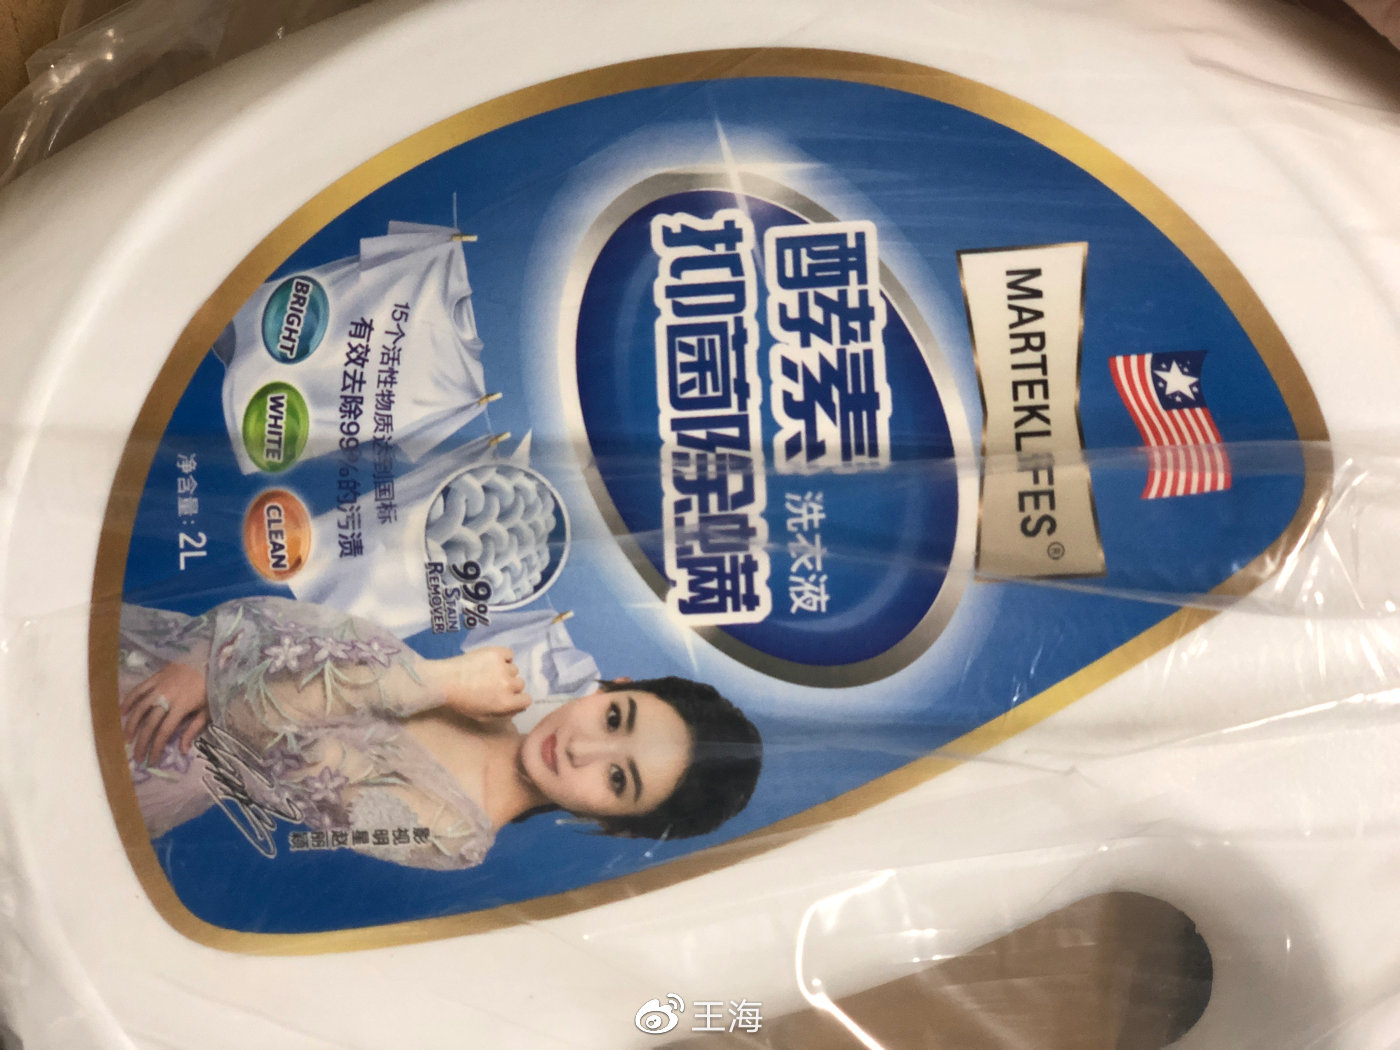 MARTEKLIFES®
酵素
洗衣液
抑菌除螨
15个活性物质达到国标
有效去除99%的污渍
BRIGHT
WHITE
CLEAN
99%
STAIN
REMOVER
净含量：2L
影视明星赵丽颖
王海